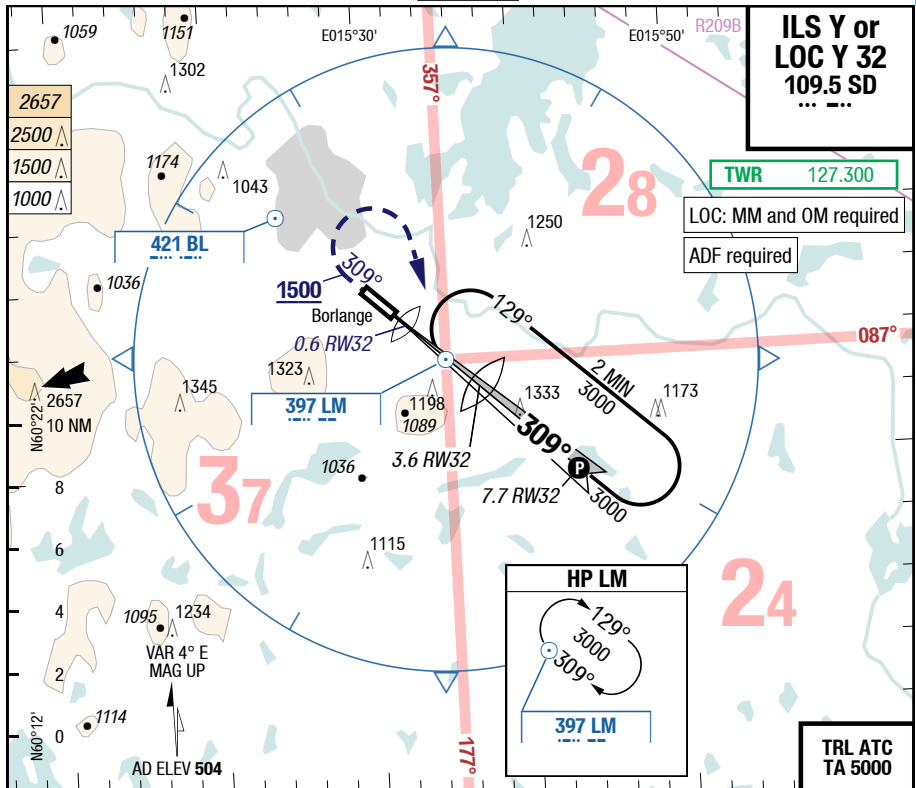 1059
1151
E015°30'
E015°50'
R209B
ILS Y or
LOC Y 32
109.5 SD
1302
357°
2657
2500
1500
1000
1174
1043
28
TWR 127.300
LOC: MM and OM required
ADF required
421 BL
1250
1036
309°
1500
Borlange
0.6 RW32
129°
2 MIN
3000
087°
1323
1345
2657
10 NM
N60°22'
397 LM
1198
1089
1333
1173
309°
3.6 RW32
1036
P
7.7 RW32
3000
37
8
6
4
2
0
1115
24
HP LM
129°
3000
309°
397 LM
1095
1234
VAR 4° E
MAG UP
1114
N60°12'
AD ELEV 504
177°
TRL ATC
TA 5000